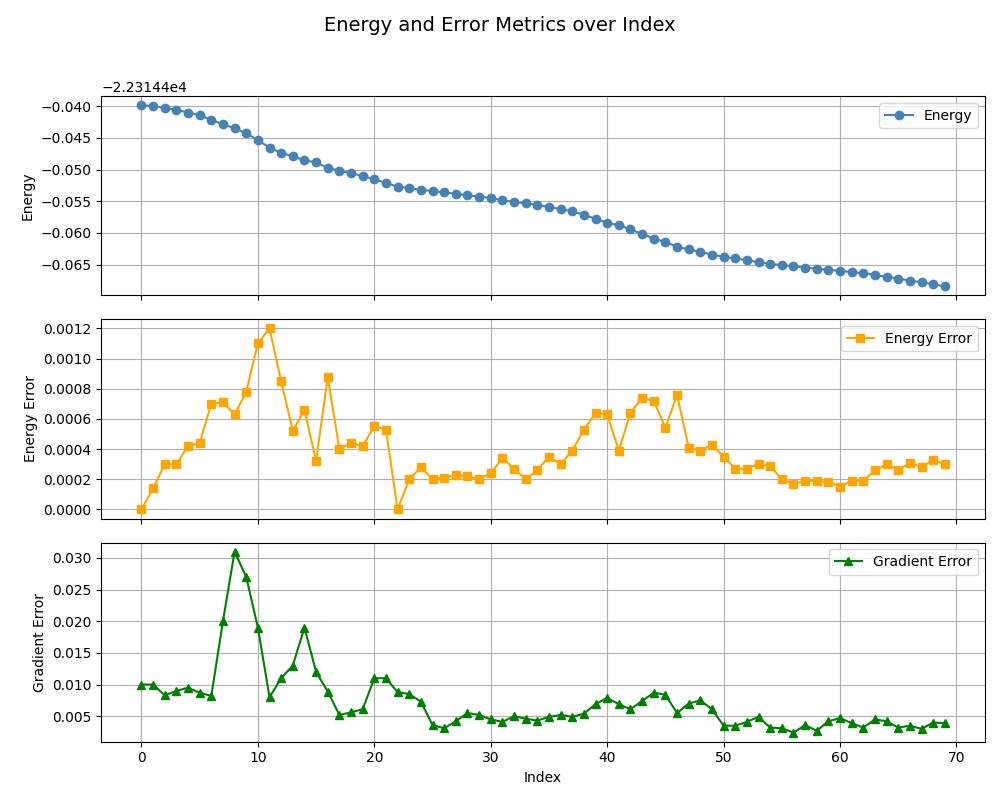 Energy and Error Metrics over Index
−2.23144e4
−0.040
−0.045
−0.050
−0.055
−0.060
−0.065
Energy
Energy
0.0012
0.0010
0.0008
0.0006
0.0004
0.0002
0.0000
Energy Error
Energy Error
0.030
0.025
0.020
0.015
0.010
0.005
Gradient Error
Gradient Error
0 10 20 30 40 50 60 70
Index